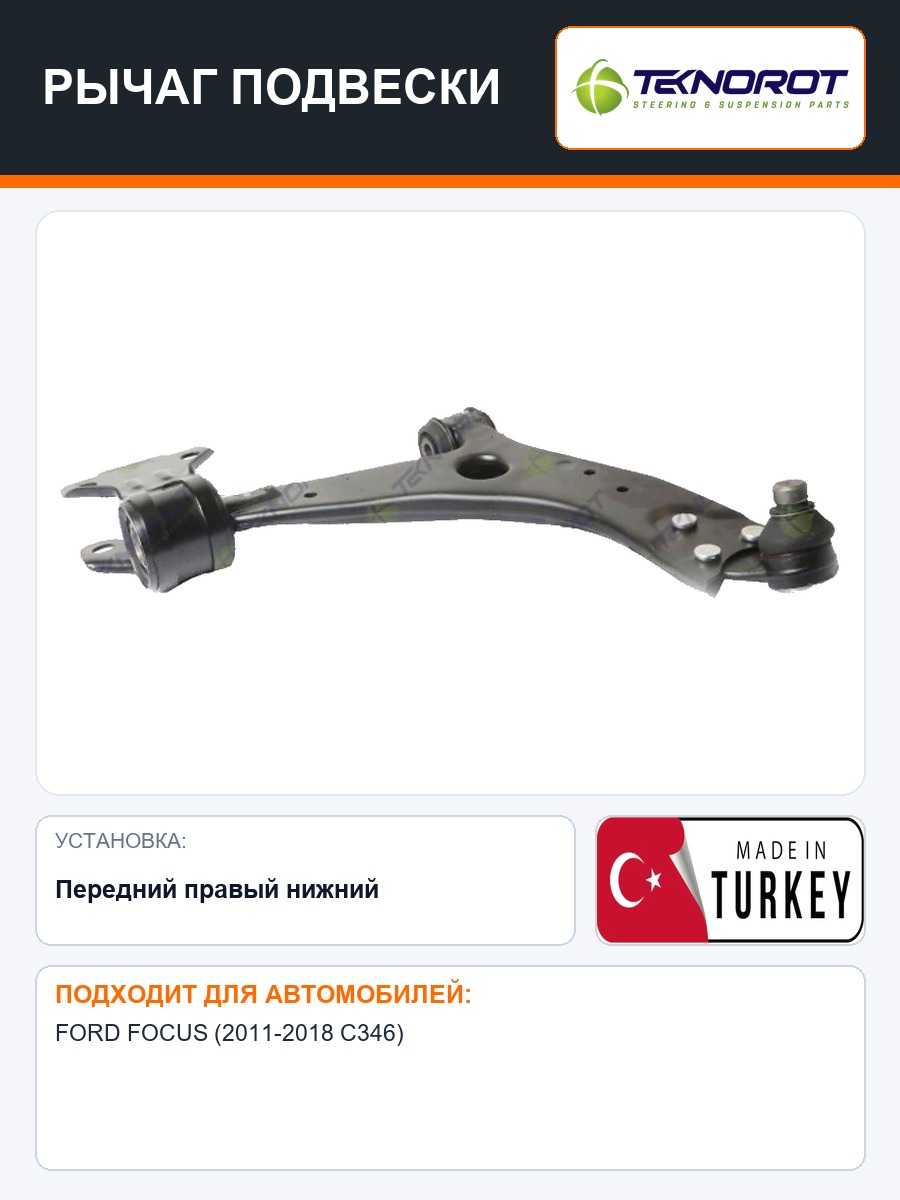 РЫЧАГ ПОДВЕСКИ
TEKNOROT
STEERING & SUSPENSION PARTS
УСТАНОВКА:
Передний правый нижний
MADE IN
TURKEY
ПОДХОДИТ ДЛЯ АВТОМОБИЛЕЙ:
FORD FOCUS (2011-2018 C346)